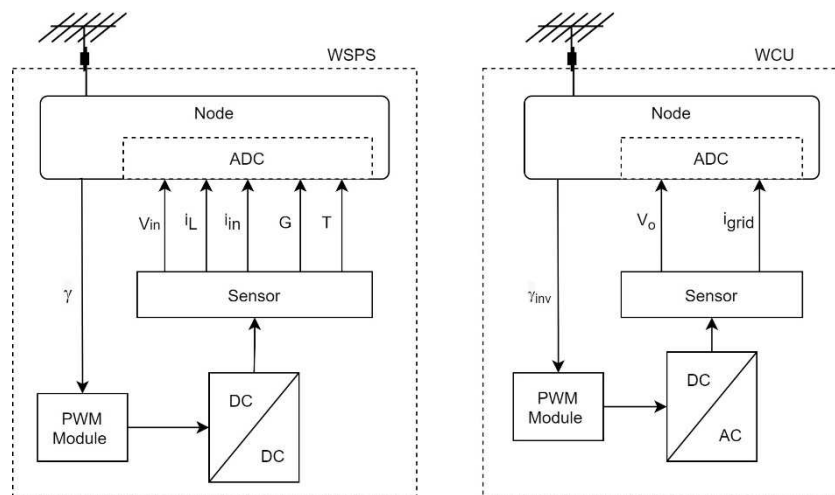 WSPS
Node
ADC
Vin iL iin G T
γ
Sensor
PWM
Module
DC
DC
WCU
Node
ADC
Vo igrid
γinv
Sensor
PWM
Module
DC
AC